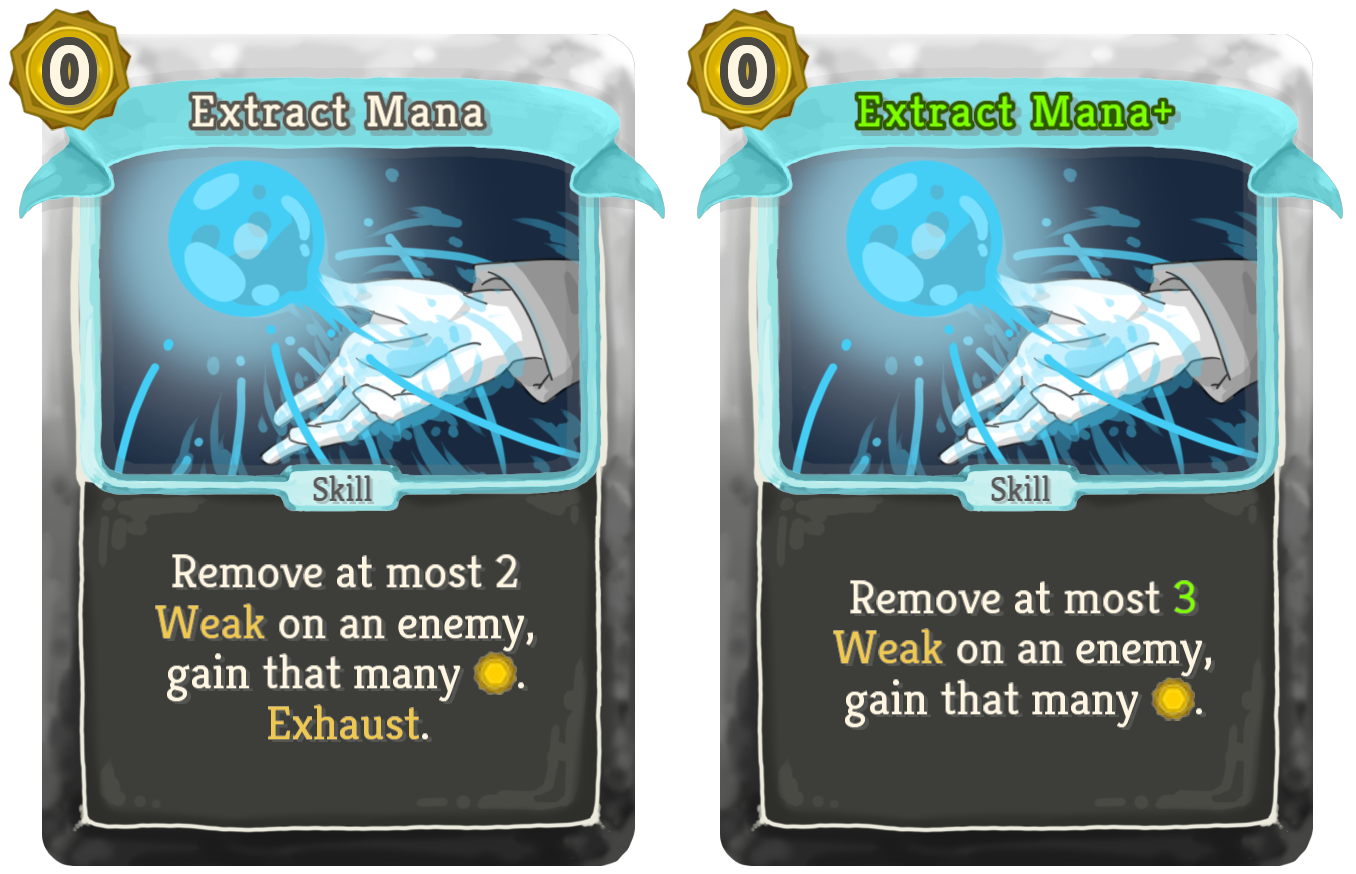 0
Extract Mana
Skill
Remove at most 2
Weak on an enemy,
gain that many .
Exhaust.
0
Extract Mana+
Skill
Remove at most 3
Weak on an enemy,
gain that many .